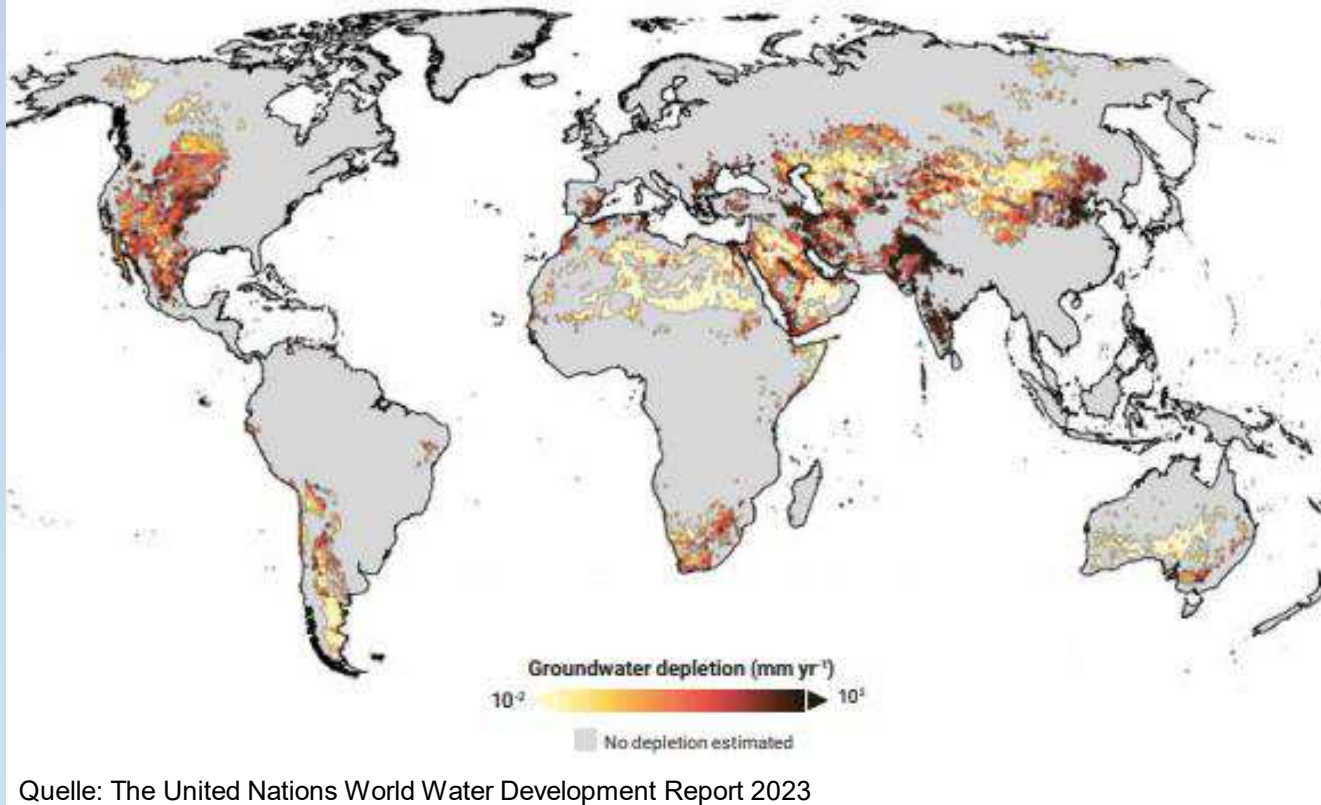 Groundwater depletion (mm yr⁻¹)
10⁻² 10³
No depletion estimated
Quelle: The United Nations World Water Development Report 2023